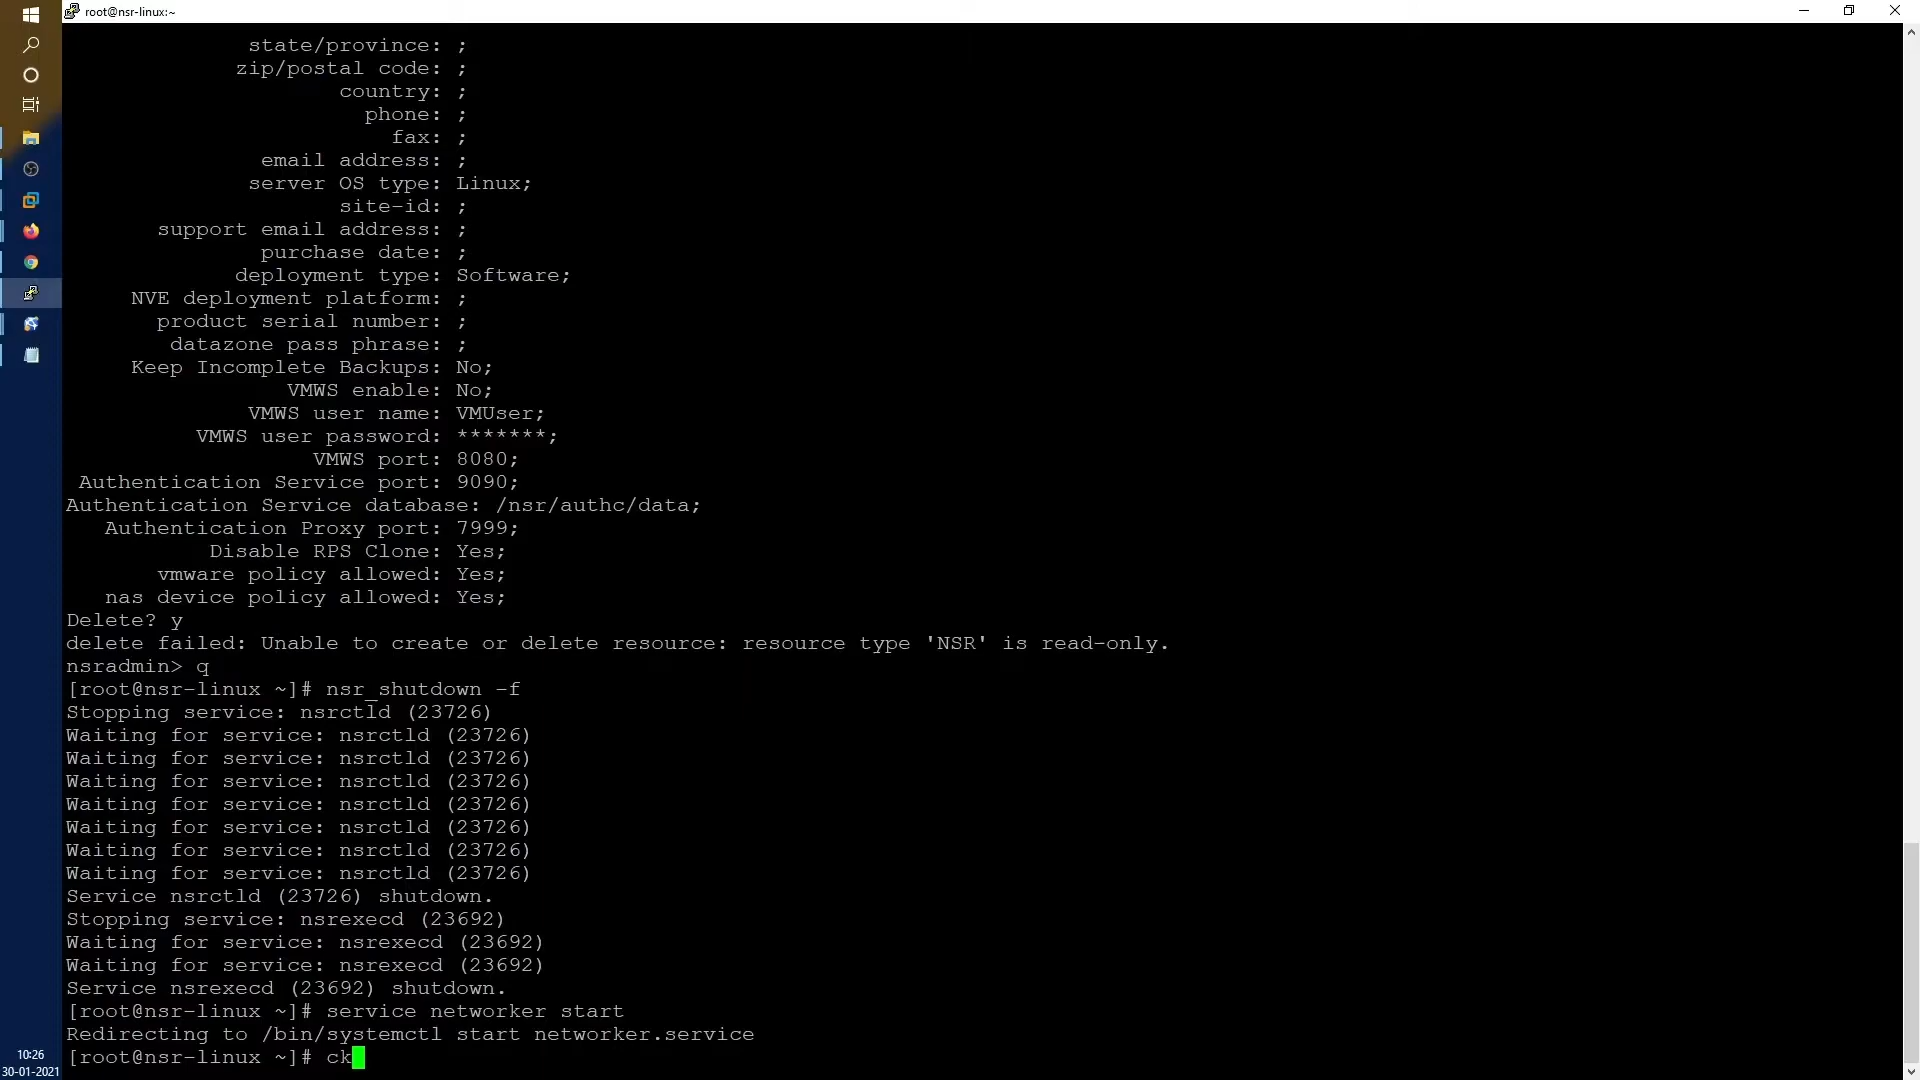 root@nsr-linux:~
state/province: ;
zip/postal code: ;
country: ;
phone: ;
fax: ;
email address: ;
server OS type: Linux;
site-id: ;
support email address: ;
purchase date: ;
deployment type: Software;
NVE deployment platform: ;
product serial number: ;
datazone pass phrase: ;
Keep Incomplete Backups: No;
VMWS enable: No;
VMWS user name: VMUser;
VMWS user password: *******;
VMWS port: 8080;
Authentication Service port: 9090;
Authentication Service database: /nsr/authc/data;
Authentication Proxy port: 7999;
Disable RPS Clone: Yes;
vmware policy allowed: Yes;
nas device policy allowed: Yes;
Delete? y
delete failed: Unable to create or delete resource: resource type 'NSR' is read-only.
nsradmin> q
[root@nsr-linux ~]# nsr_shutdown -f
Stopping service: nsrctld (23726)
Waiting for service: nsrctld (23726)
Waiting for service: nsrctld (23726)
Waiting for service: nsrctld (23726)
Waiting for service: nsrctld (23726)
Waiting for service: nsrctld (23726)
Waiting for service: nsrctld (23726)
Waiting for service: nsrctld (23726)
Service nsrctld (23726) shutdown.
Stopping service: nsrexecd (23692)
Waiting for service: nsrexecd (23692)
Waiting for service: nsrexecd (23692)
Service nsrexecd (23692) shutdown.
[root@nsr-linux ~]# service networker start
Redirecting to /bin/systemctl start networker.service
[root@nsr-linux ~]# ck
10:26
30-01-2021